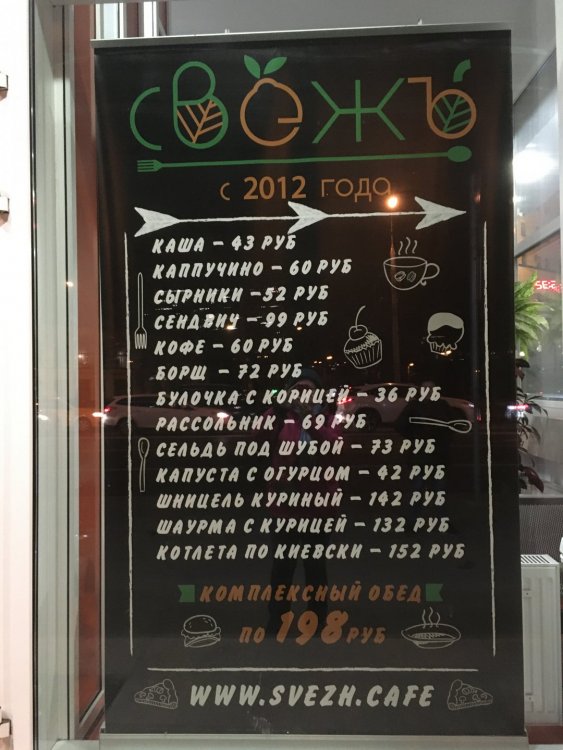 СВЁЖЪ
С 2012 ГОДА
КАША – 43 РУБ
КАППУЧИНО – 60 РУБ
СЫРНИКИ –52 РУБ
СЕНДВИЧ – 99 РУБ
КОФЕ – 60 РУБ
БОРЩ – 72 РУБ
БУЛОЧКА С КОРИЦЕЙ – 36 РУБ
РАССОЛЬНИК – 69 РУБ
СЕЛЬДЬ ПОД ШУБОЙ – 73 РУБ
КАПУСТА С ОГУРЦОМ – 42 РУБ
ШНИЦЕЛЬ КУРИНЫЙ – 142 РУБ
ШАУРМА С КУРИЦЕЙ – 132 РУБ
КОТЛЕТА ПО КИЕВСКИ – 152 РУБ
КОМПЛЕКСНЫЙ ОБЕД
ПО 198 РУБ
WWW.SVEZH.CAFE